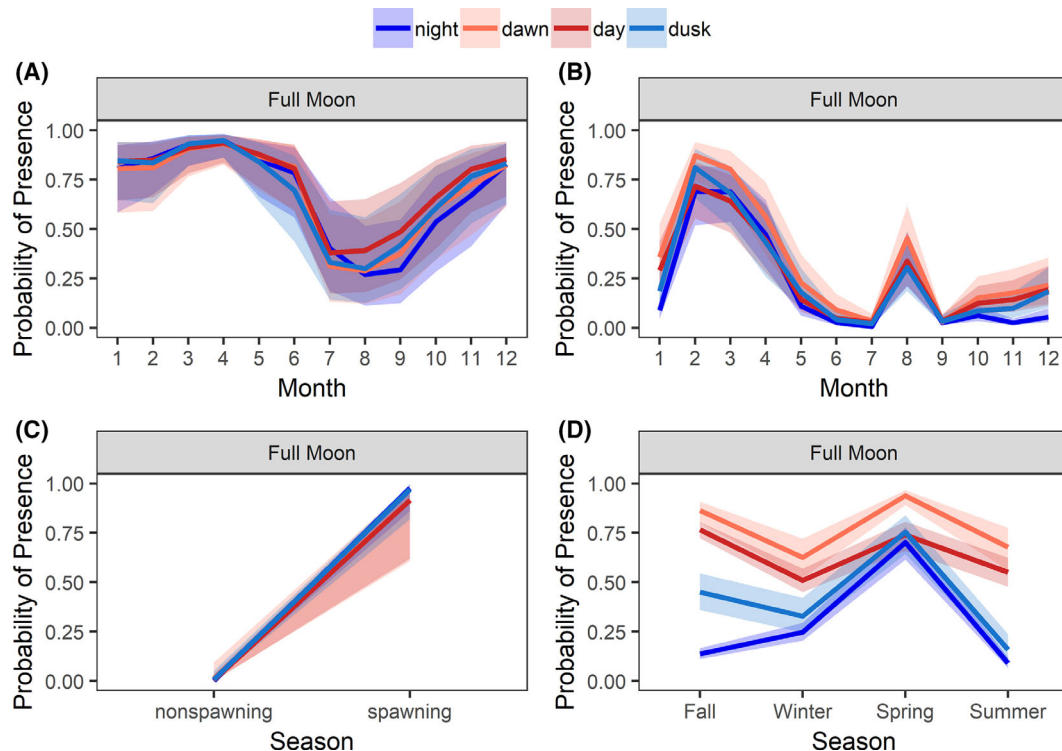 night dawn day dusk
(A)
Full Moon
Probability of Presence
1.00
0.75
0.50
0.25
0.00
1 2 3 4 5 6 7 8 9 10 11 12
Month
(B)
Full Moon
Probability of Presence
1.00
0.75
0.50
0.25
0.00
1 2 3 4 5 6 7 8 9 10 11 12
Month
(C)
Full Moon
Probability of Presence
1.00
0.75
0.50
0.25
0.00
nonspawning spawning
Season
(D)
Full Moon
Probability of Presence
1.00
0.75
0.50
0.25
0.00
Fall Winter Spring Summer
Season